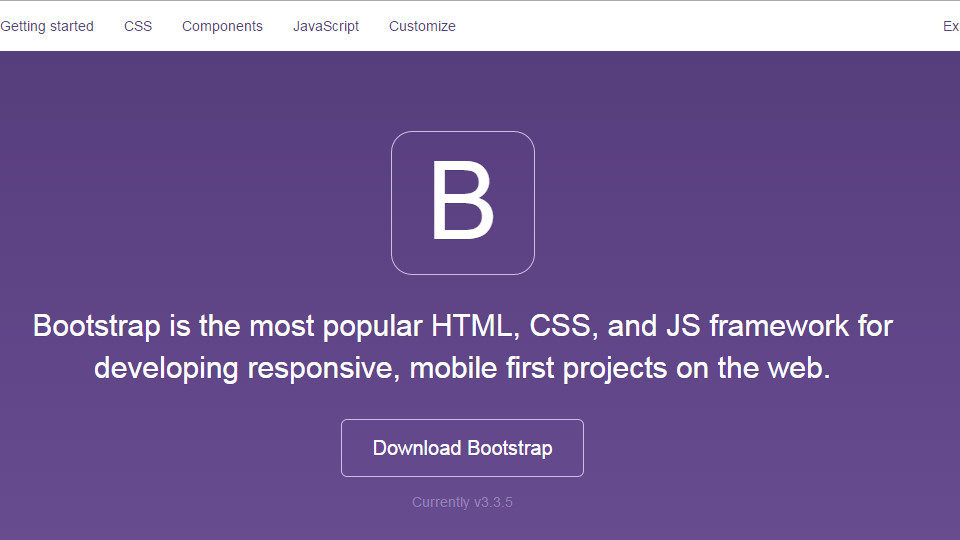 Getting started CSS Components JavaScript Customize Ex
B
Bootstrap is the most popular HTML, CSS, and JS framework for
developing responsive, mobile first projects on the web.
Download Bootstrap
Currently v3.3.5